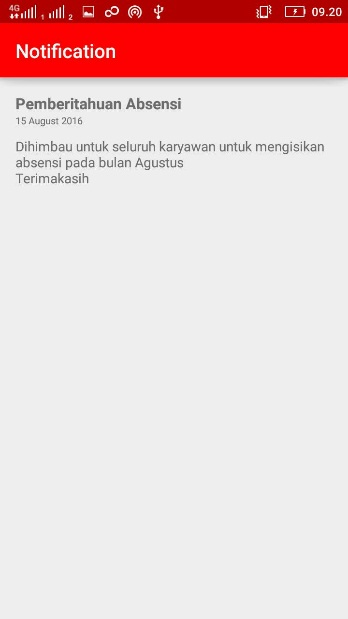 4G 1 2 09.20
Notification
Pemberitahuan Absensi
15 August 2016
Dihimbau untuk seluruh karyawan untuk mengisikan
absensi pada bulan Agustus
Terimakasih